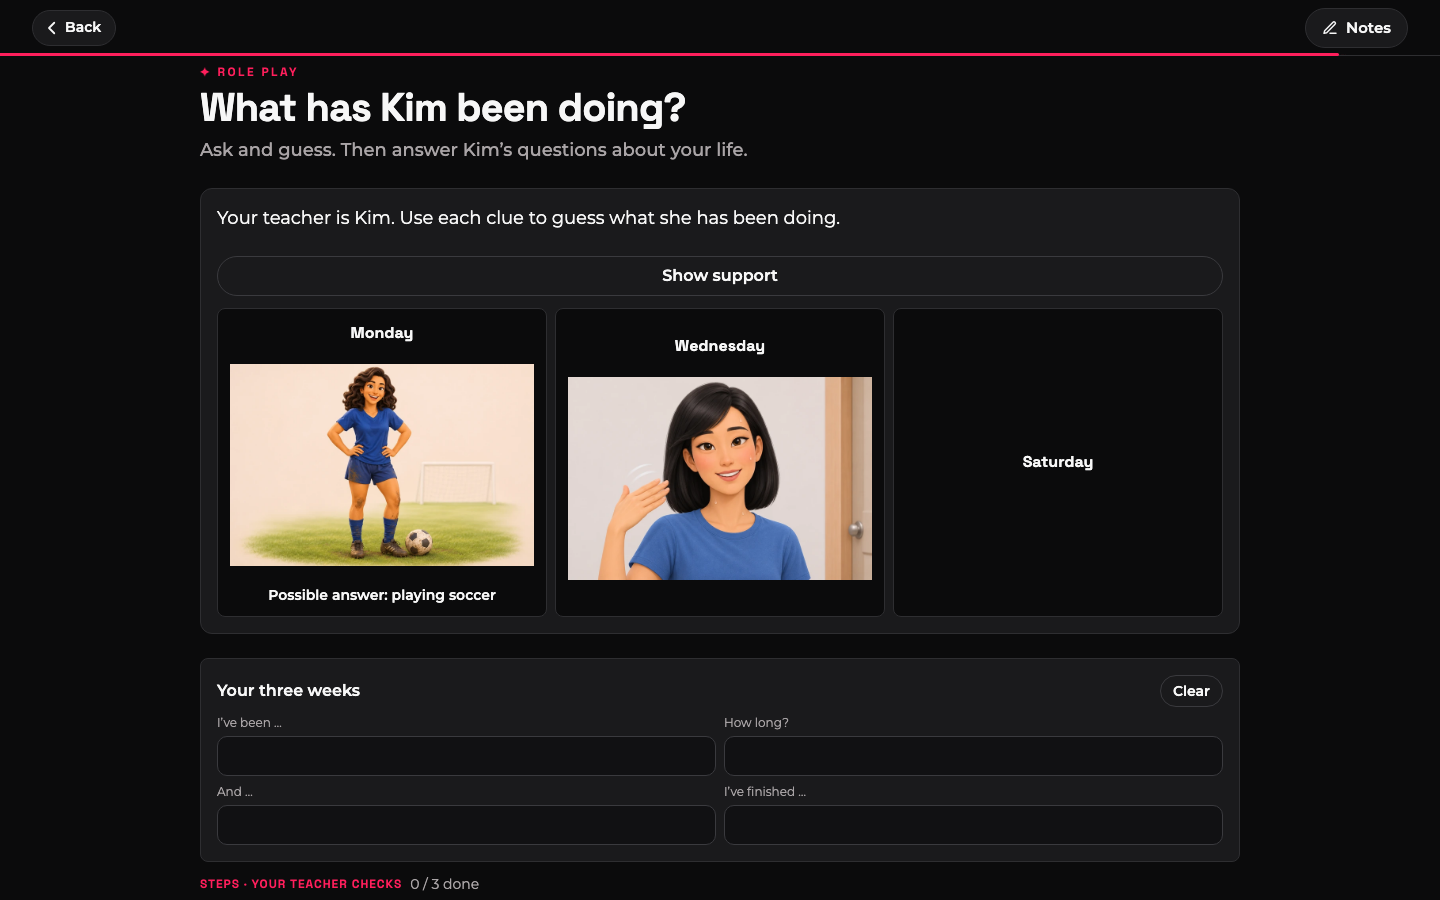 Back
Notes
✦ ROLE PLAY
What has Kim been doing?
Ask and guess. Then answer Kim’s questions about your life.
Your teacher is Kim. Use each clue to guess what she has been doing.
Show support
Monday
Possible answer: playing soccer
Wednesday
Saturday
Your three weeks
Clear
I’ve been ...
How long?
And ...
I’ve finished ...
STEPS · YOUR TEACHER CHECKS 0 / 3 done